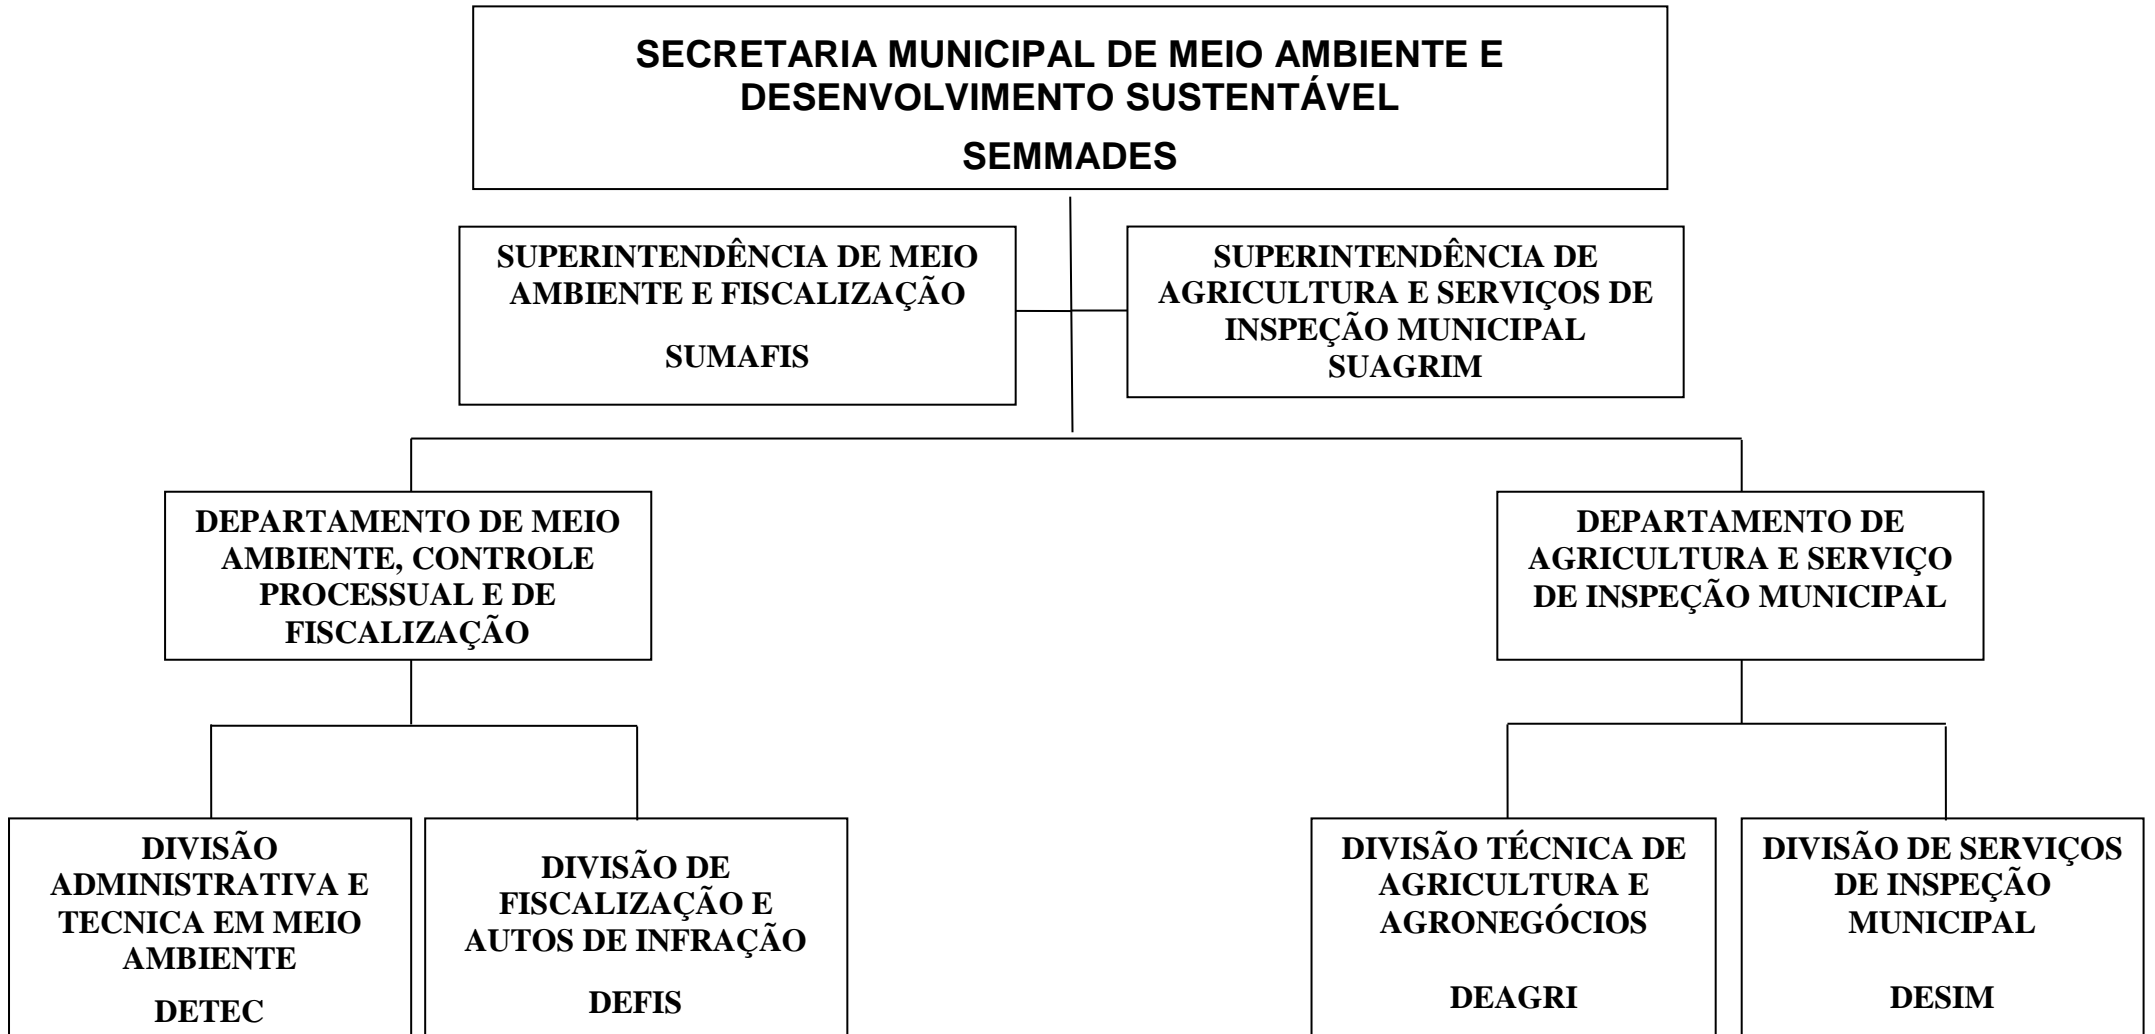 SECRETARIA MUNICIPAL DE MEIO AMBIENTE E
DESENVOLVIMENTO SUSTENTÁVEL
SEMMADES
SUPERINTENDÊNCIA DE MEIO
AMBIENTE E FISCALIZAÇÃO
SUMAFIS
SUPERINTENDÊNCIA DE
AGRICULTURA E SERVIÇOS DE
INSPEÇÃO MUNICIPAL
SUAGRIM
DEPARTAMENTO DE MEIO
AMBIENTE, CONTROLE
PROCESSUAL E DE
FISCALIZAÇÃO
DEPARTAMENTO DE
AGRICULTURA E SERVIÇO
DE INSPEÇÃO MUNICIPAL
DIVISÃO
ADMINISTRATIVA E
TECNICA EM MEIO
AMBIENTE
DETEC
DIVISÃO DE
FISCALIZAÇÃO E
AUTOS DE INFRAÇÃO
DEFIS
DIVISÃO TÉCNICA DE
AGRICULTURA E
AGRONEGÓCIOS
DEAGRI
DIVISÃO DE SERVIÇOS
DE INSPEÇÃO
MUNICIPAL
DESIM